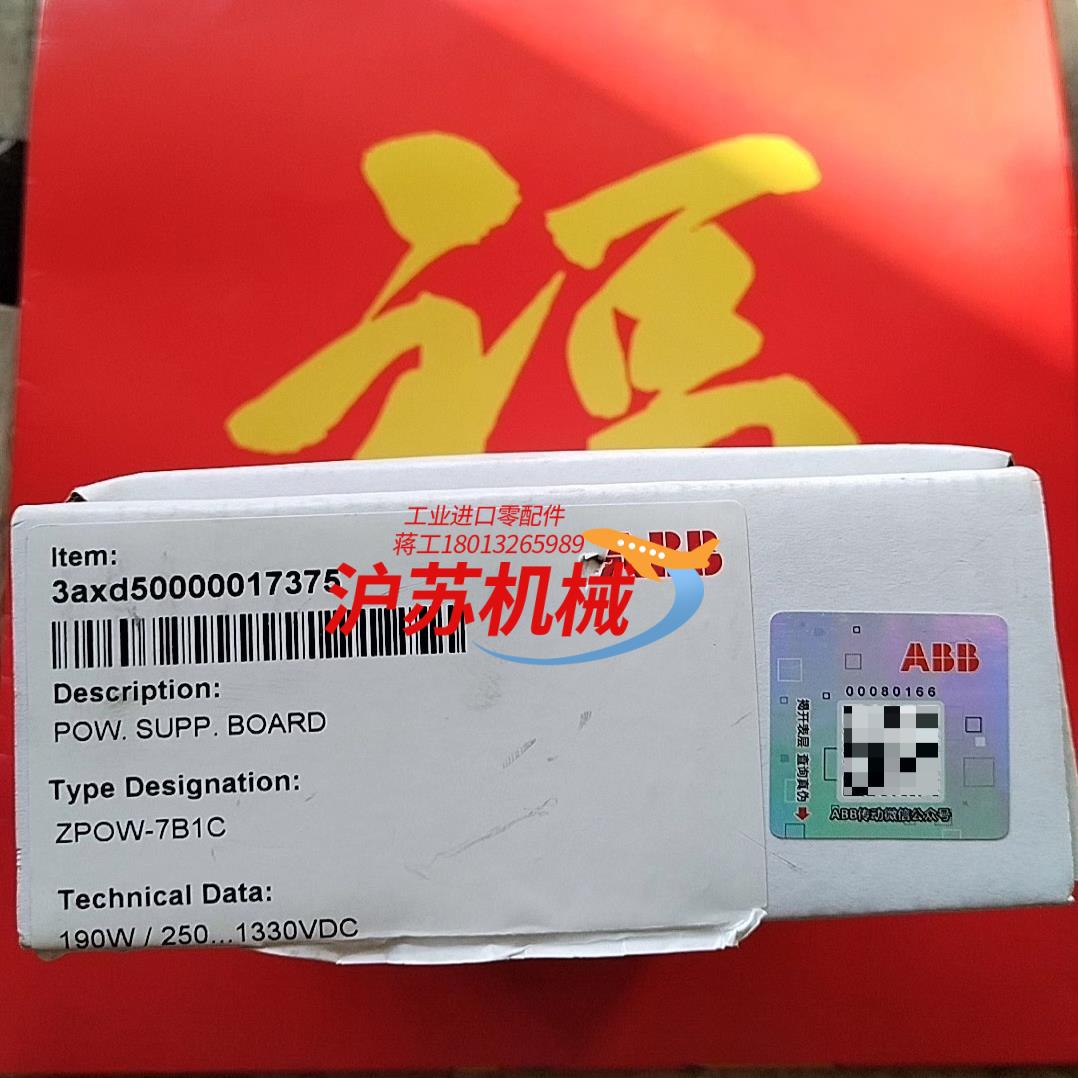 福
工业进口零配件
蒋工18013265989
ABB
沪苏机械
Item:
3axd50000017375
Description:
POW. SUPP. BOARD
Type Designation:
ZPOW-7B1C
Technical Data:
190W / 250...1330VDC
ABB
00080166
揭开表层 查询真伪
ABB传动微信公众号